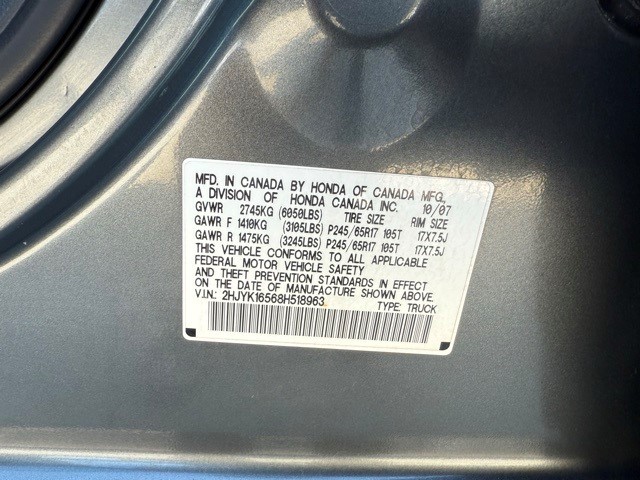 MFD. IN CANADA BY HONDA OF CANADA MFG.,
A DIVISION OF HONDA CANADA INC. 10/07
GVWR 2745KG (6050LBS) TIRE SIZE RIM SIZE
GAWR F 1410KG (3105LBS) P245/65R17 105T 17X7.5J
GAWR R 1475KG (3245LBS) P245/65R17 105T 17X7.5J
THIS VEHICLE CONFORMS TO ALL APPLICABLE
FEDERAL MOTOR VEHICLE SAFETY
AND THEFT PREVENTION STANDARDS IN EFFECT
ON THE DATE OF MANUFACTURE SHOWN ABOVE.
V.I.N.: 2HJYK16568H518963 TYPE: TRUCK